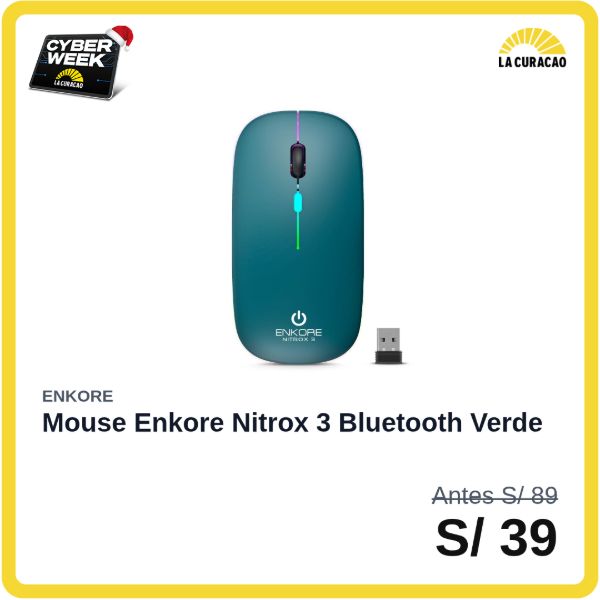 CYBER
WEEK
LA CURACAO
LA CURACAO
ENKORE
NITROX 3
ENKORE
Mouse Enkore Nitrox 3 Bluetooth Verde
Antes S/ 89
S/ 39